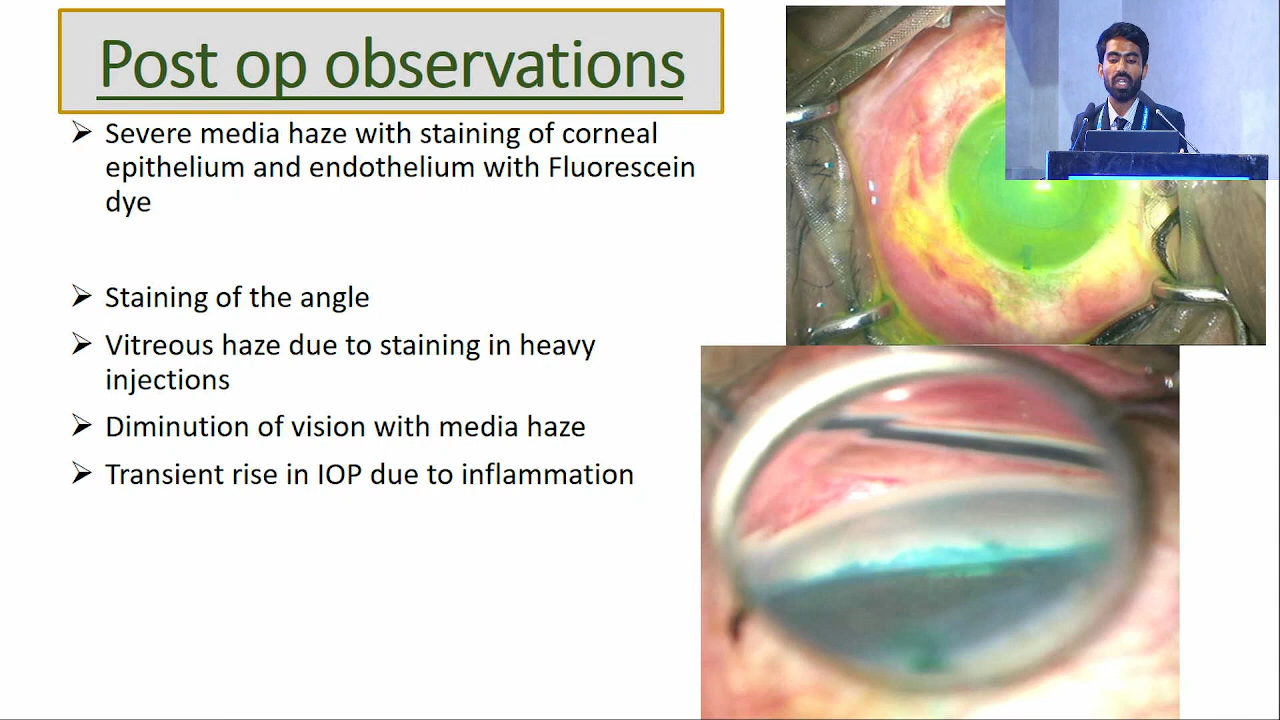 Post op observations
Severe media haze with staining of corneal
epithelium and endothelium with Fluorescein
dye
Staining of the angle
Vitreous haze due to staining in heavy
injections
Diminution of vision with media haze
Transient rise in IOP due to inflammation